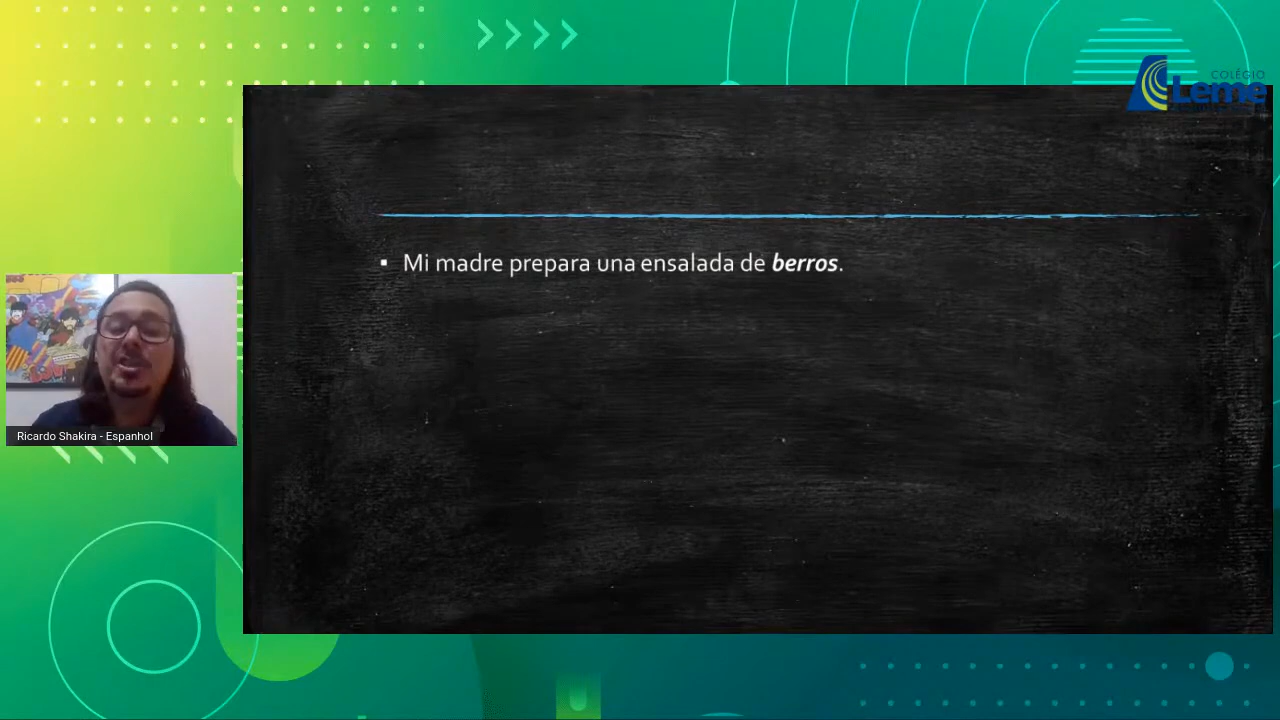 COLÉGIO
Leme
▪ Mi madre prepara una ensalada de berros.
Ricardo Shakira - Espanhol